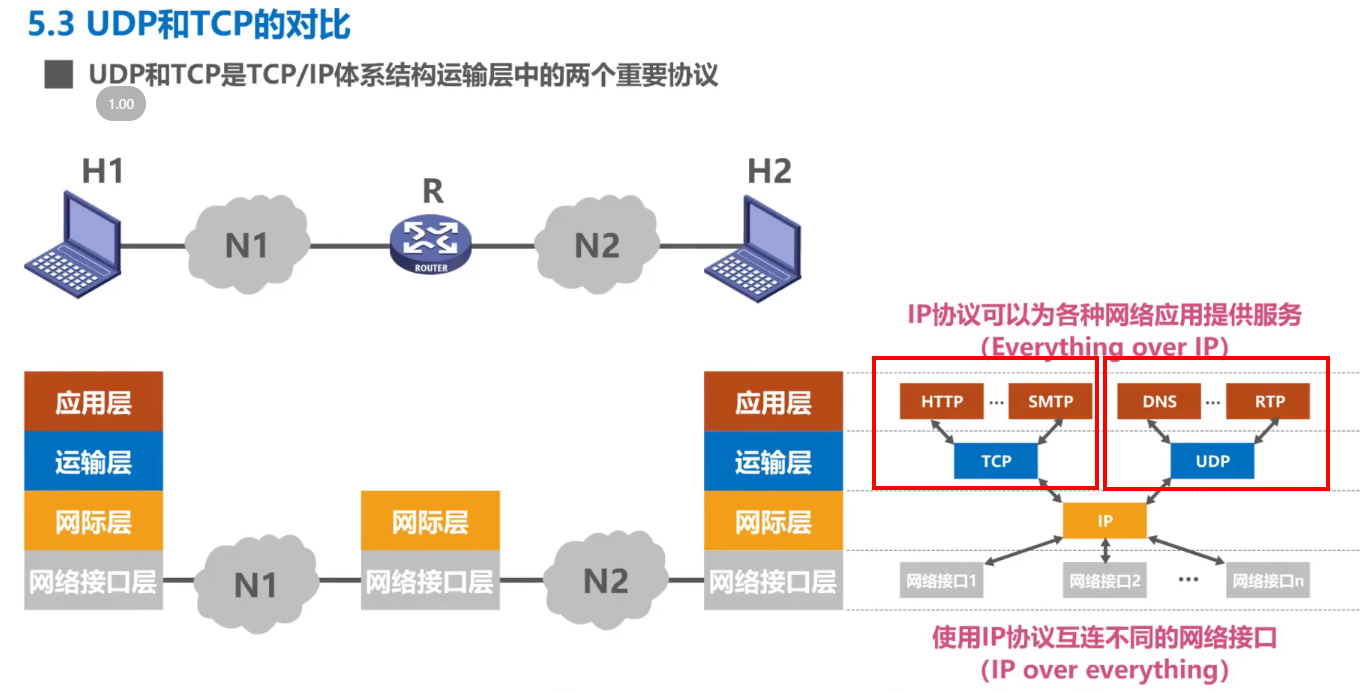 5.3 UDP和TCP的对比
UDP和TCP是TCP/IP体系结构运输层中的两个重要协议
1.00
H1
R
H2
N1
ROUTER
N2
IP协议可以为各种网络应用提供服务
（Everything over IP）
应用层
运输层
网际层
网络接口层
N1
网际层
网络接口层
N2
应用层
运输层
网际层
网络接口层
HTTP ··· SMTP
DNS ··· RTP
TCP
UDP
IP
网络接口1
网络接口2
···
网络接口n
使用IP协议互连不同的网络接口
（IP over everything）